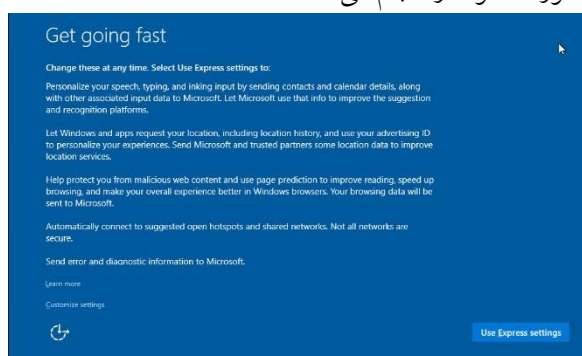 Get going fast
Change these at any time. Select Use Express settings to:
Personalize your speech, typing, and inking input by sending contacts and calendar details, along
with other associated input data to Microsoft. Let Microsoft use that info to improve the suggestion
and recognition platforms.
Let Windows and apps request your location, including location history, and use your advertising ID
to personalize your experiences. Send Microsoft and trusted partners some location data to improve
location services.
Help protect you from malicious web content and use page prediction to improve reading, speed up
browsing, and make your overall experience better in Windows browsers. Your browsing data will be
sent to Microsoft.
Automatically connect to suggested open hotspots and shared networks. Not all networks are
secure.
Send error and diagnostic information to Microsoft.
Learn more
Customize settings
Use Express settings